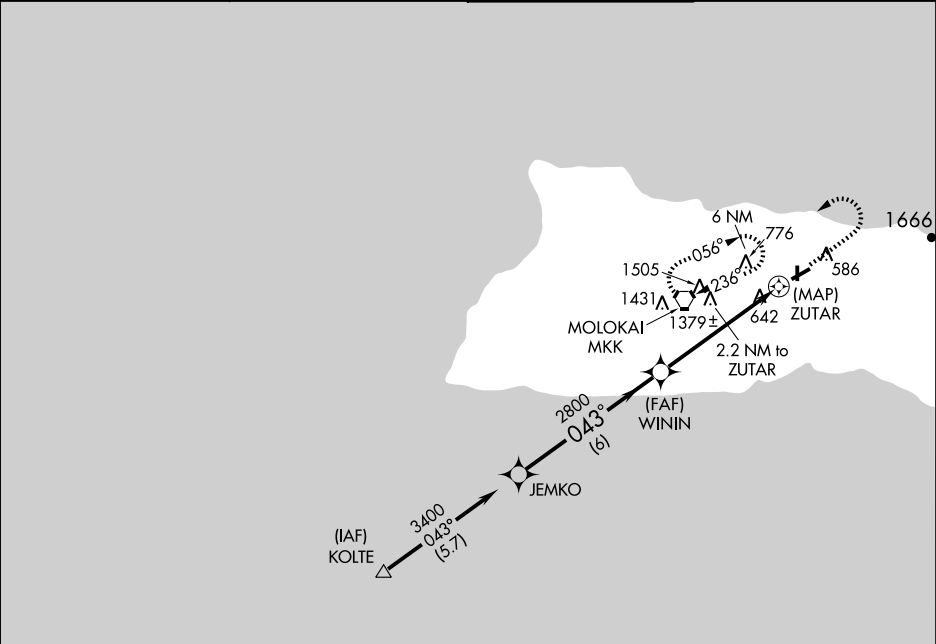 1666
6 NM
776
056°
1505
236°
586
1431
(MAP)
ZUTAR
MOLOKAI
MKK
1379±
642
2.2 NM to
ZUTAR
(FAF)
WININ
2800
043°
(6)
JEMKO
3400
043°
(5.7)
(IAF)
KOLTE